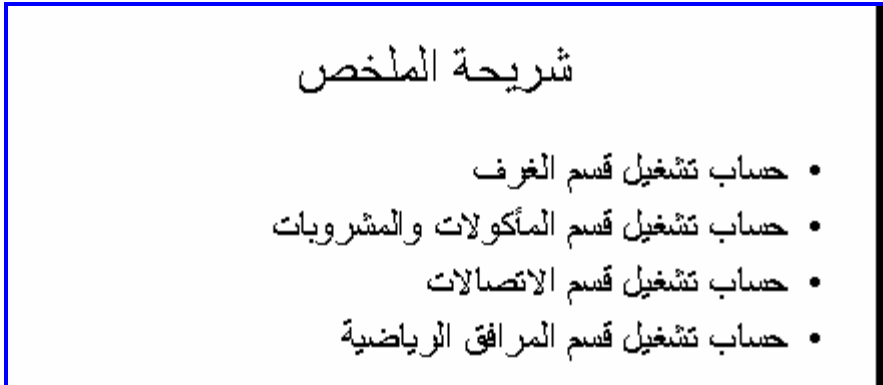 شريحة الملخص
• حساب تشغيل قسم الغرف
• حساب تشغيل قسم المأكولات والمشروبات
• حساب تشغيل قسم الاتصالات
• حساب تشغيل قسم المرافق الرياضية